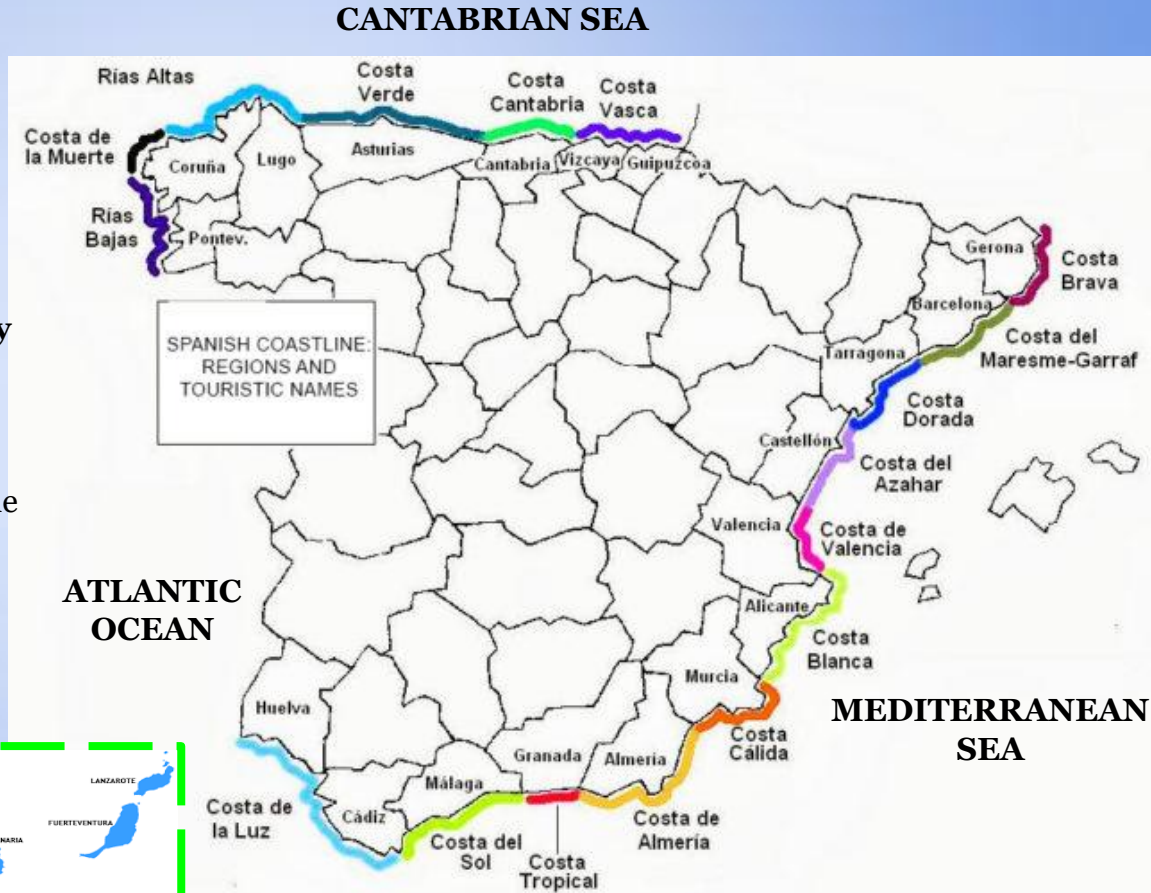 CANTABRIAN SEA
Rías Altas
Costa
Verde
Costa
Cantabria
Costa
Vasca
Costa de
la Muerte
Coruña
Lugo
Asturias
Cantabria
Vizcaya
Guipúzcoa
Rías
Bajas
Pontev.
Gerona
Costa
Brava
Barcelona
y
SPANISH COASTLINE:
REGIONS AND
TOURISTIC NAMES
Tarragona
Costa del
Maresme-Garraf
Costa
Dorada
Castellón
Costa del
Azahar
Valencia
Costa de
Valencia
ATLANTIC
OCEAN
Alicante
Costa
Blanca
Murcia
MEDITERRANEAN
SEA
Huelva
Costa
Cálida
Granada
Almería
Málaga
LANZAROTE
FUERTEVENTURA
Costa de
la Luz
Cádiz
Costa del
Sol
Costa
Tropical
Costa de
Almería